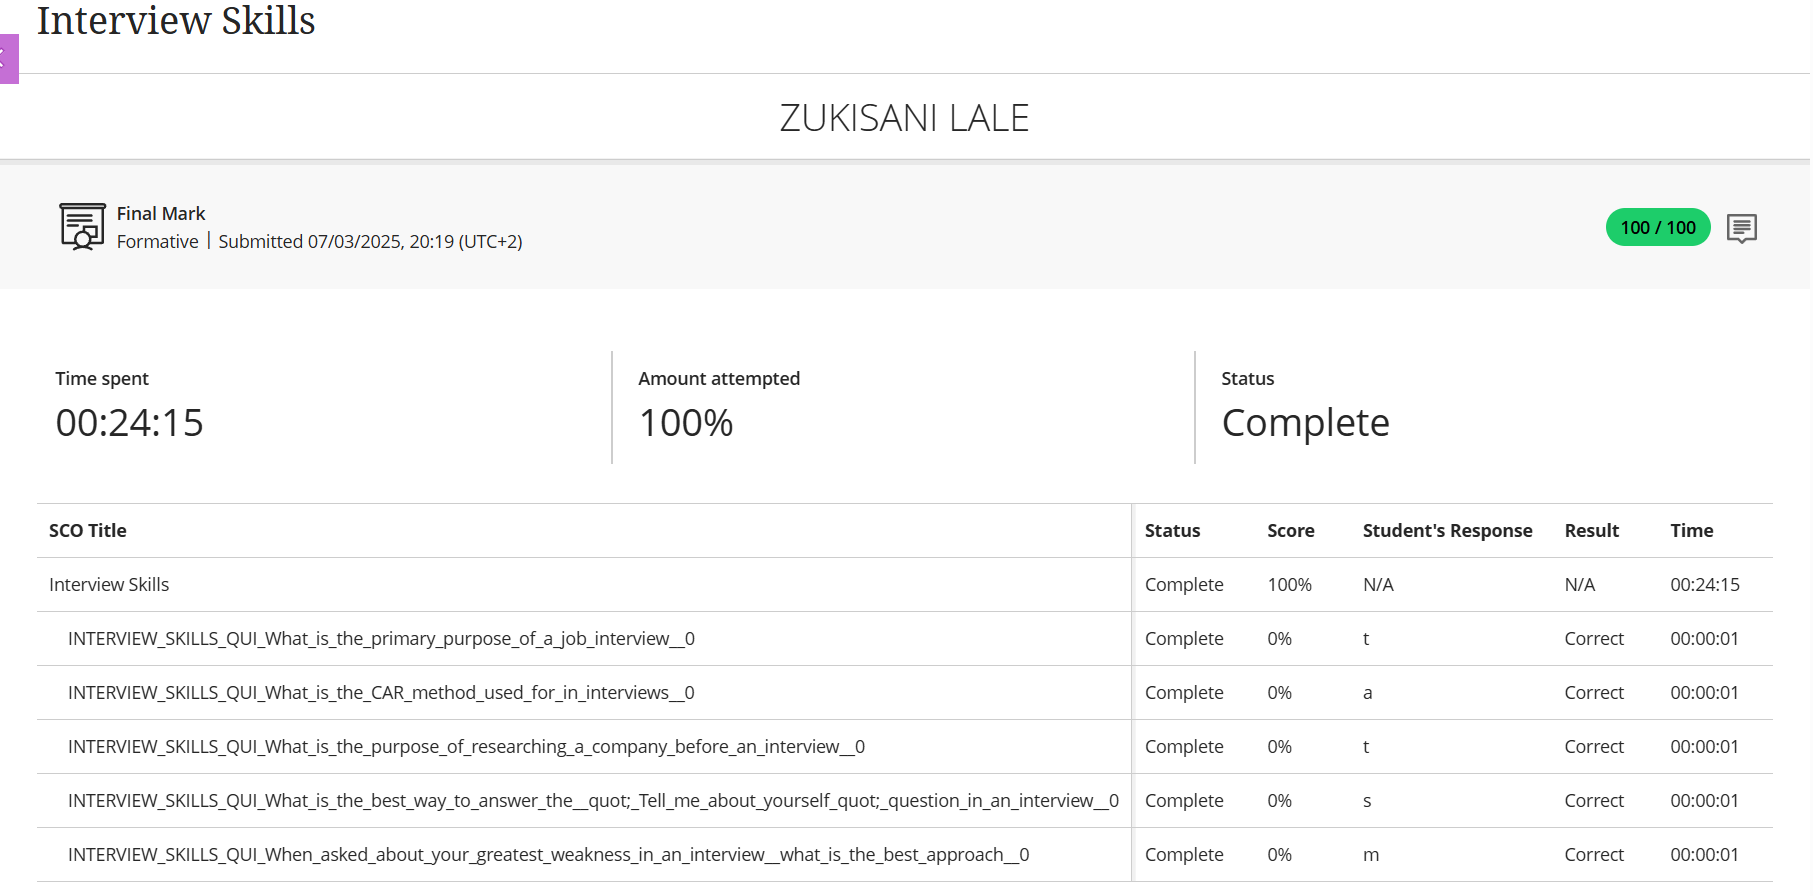 Interview Skills
ZUKISANI LALE
Final Mark
Formative | Submitted 07/03/2025, 20:19 (UTC+2)
100 / 100
Time spent
00:24:15
Amount attempted
100%
Status
Complete
SCO Title Status Score Student's Response Result Time
Interview Skills Complete 100% N/A N/A 00:24:15
INTERVIEW_SKILLS_QUI_What_is_the_primary_purpose_of_a_job_interview__0 Complete 0% t Correct 00:00:01
INTERVIEW_SKILLS_QUI_What_is_the_CAR_method_used_for_in_interviews__0 Complete 0% a Correct 00:00:01
INTERVIEW_SKILLS_QUI_What_is_the_purpose_of_researching_a_company_before_an_interview__0 Complete 0% t Correct 00:00:01
INTERVIEW_SKILLS_QUI_What_is_the_best_way_to_answer_the__quot;_Tell_me_about_yourself_quot;_question_in_an_interview__0 Complete 0% s Correct 00:00:01
INTERVIEW_SKILLS_QUI_When_asked_about_your_greatest_weakness_in_an_interview__what_is_the_best_approach__0 Complete 0% m Correct 00:00:01